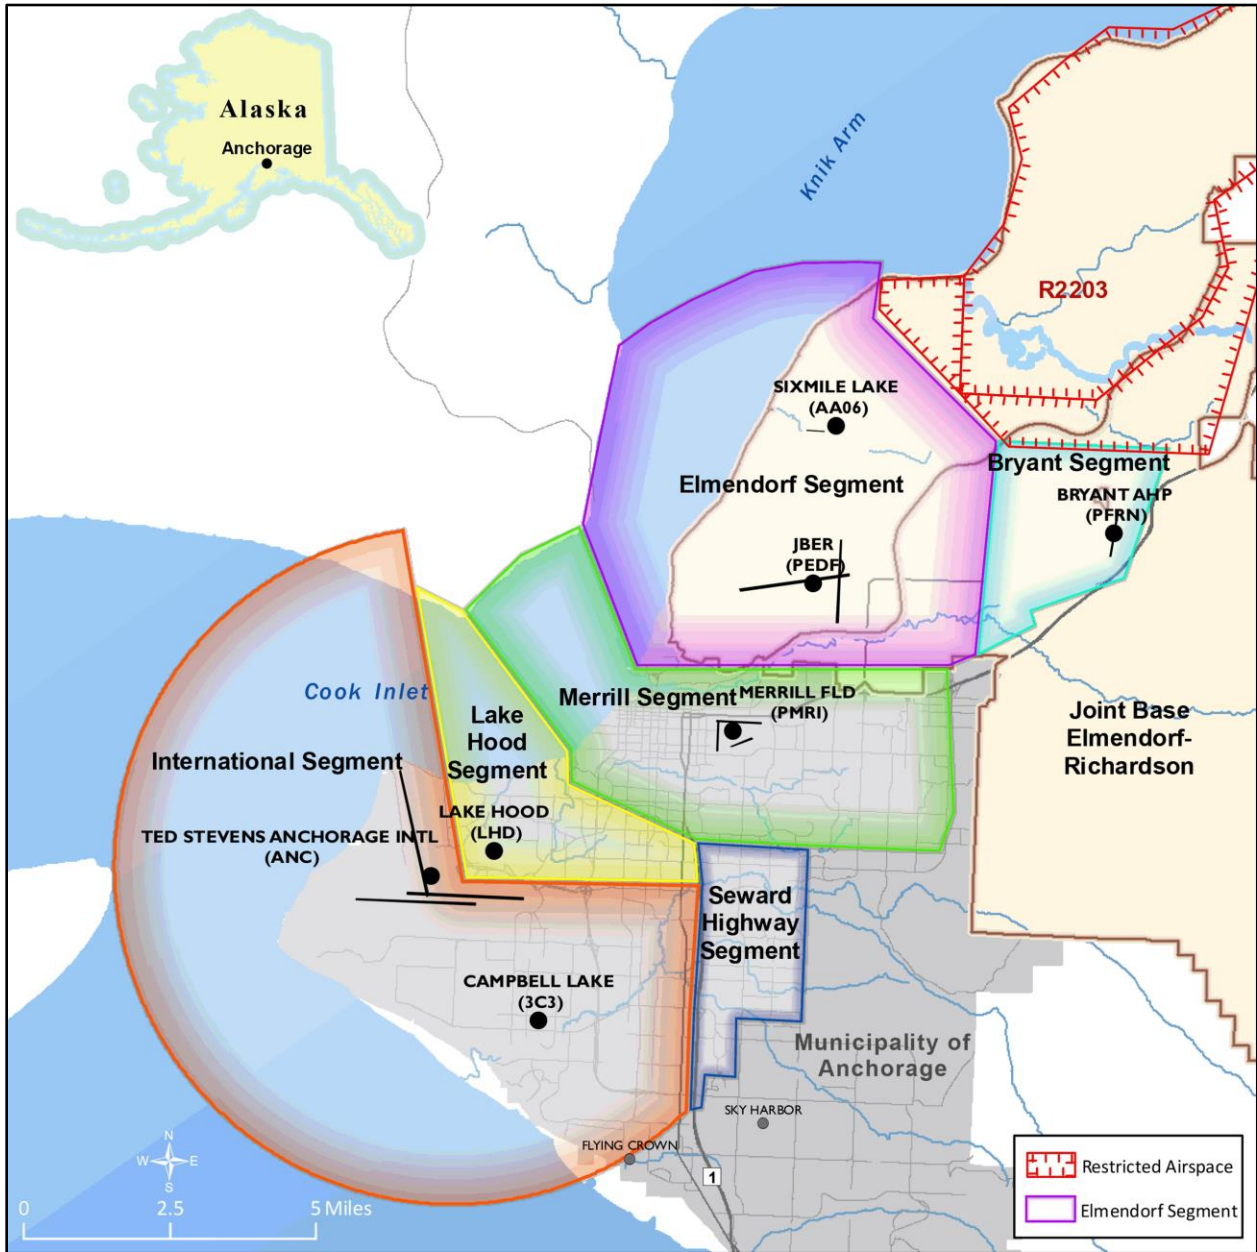 Alaska
Anchorage
Knik Arm
R2203
SIXMILE LAKE
(AA06)
Elmendorf Segment
Bryant Segment
BRYANT AHP
(PFRN)
JBER
(PEDF)
Cook Inlet
Merrill Segment
MERRILL FLD
(PMRI)
Lake
Hood
Segment
International Segment
Joint Base
Elmendorf-
Richardson
LAKE HOOD
(LHD)
TED STEVENS ANCHORAGE INTL
(ANC)
Seward
Highway
Segment
CAMPBELL LAKE
(3C3)
Municipality of
Anchorage
SKY HARBOR
FLYING CROWN
1
N
W E
S
0 2.5 5 Miles
Restricted Airspace
Elmendorf Segment